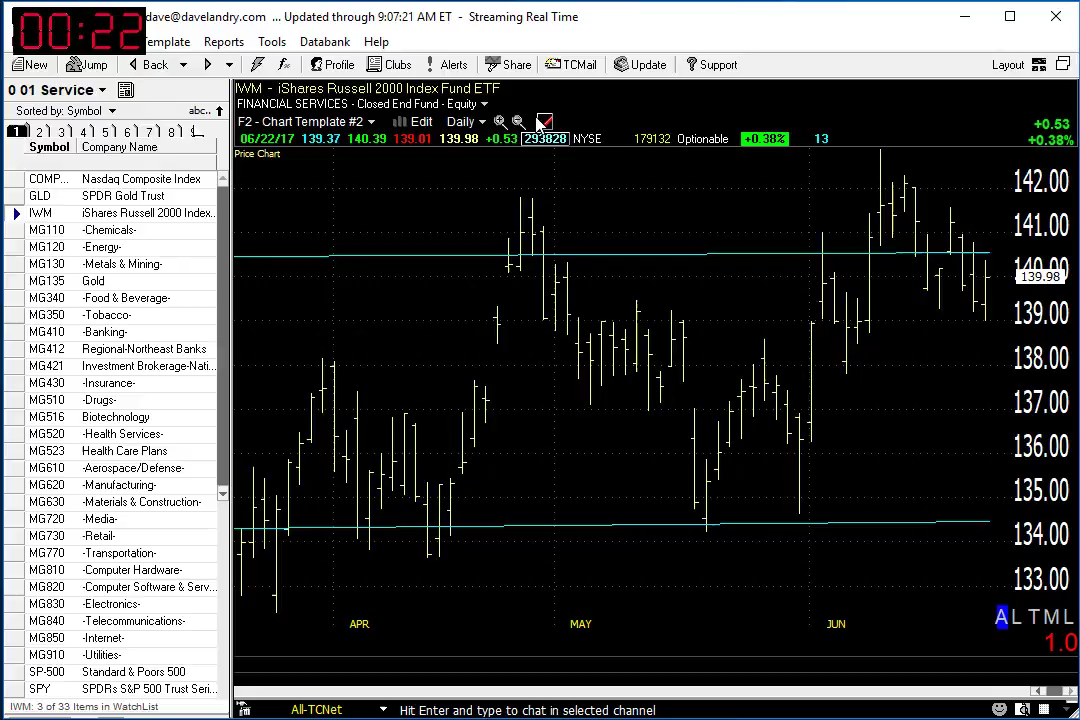 00:22
dave@davelandry.com ... Updated through 9:07:21 AM ET - Streaming Real Time
Template Reports Tools Databank Help
New Jump Back Profile Clubs Alerts Share TCMail Update Support Layout
0 01 Service
Sorted by: Symbol abc..
1 2 3 4 5 6 7 8
Symbol Company Name
COMP... Nasdaq Composite Index
GLD SPDR Gold Trust
IWM iShares Russell 2000 Index..
MG110 -Chemicals-
MG120 -Energy-
MG130 -Metals & Mining-
MG135 Gold
MG340 -Food & Beverage-
MG350 -Tobacco-
MG410 -Banking-
MG412 Regional-Northeast Banks
MG421 Investment Brokerage-Nati...
MG430 -Insurance-
MG510 -Drugs-
MG516 Biotechnology
MG520 -Health Services-
MG523 Health Care Plans
MG610 -Aerospace/Defense-
MG620 -Manufacturing-
MG630 -Materials & Construction-
MG720 -Media-
MG730 -Retail-
MG770 -Transportation-
MG810 -Computer Hardware-
MG820 -Computer Software & Serv...
MG830 -Electronics-
MG840 -Telecommunications-
MG850 -Internet-
MG910 -Utilities-
SP-500 Standard & Poors 500
SPY SPDRs S&P 500 Trust Seri...
IWM: 3 of 33 Items in WatchList
IWM - iShares Russell 2000 Index Fund ETF
FINANCIAL SERVICES - Closed End Fund - Equity
F2 - Chart Template #2 Edit Daily
+0.53
06/22/17 139.37 140.39 139.01 139.98 +0.53 293828 NYSE 179132 Optionable +0.38% 13
+0.38%
Price Chart
142.00
141.00
140.00
139.98
139.00
138.00
137.00
136.00
135.00
134.00
133.00
APR MAY JUN
A L T M L
1.0
All-TCNet Hit Enter and type to chat in selected channel